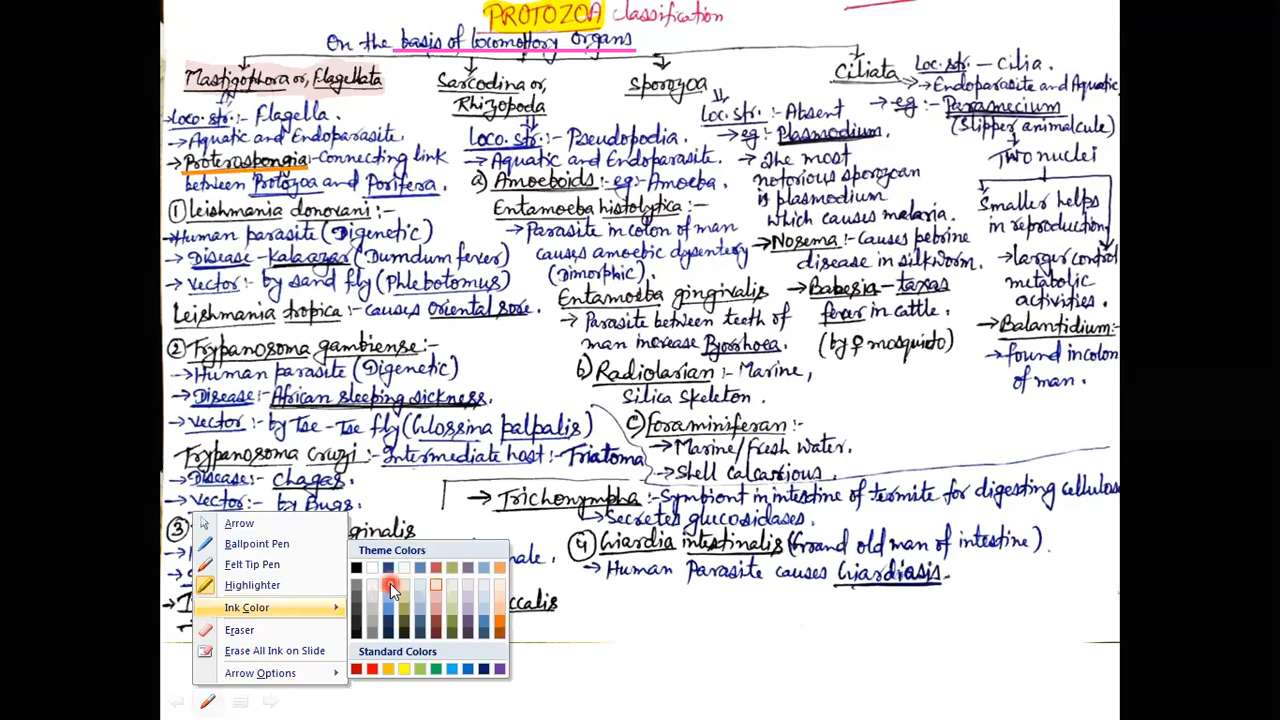 PROTOZOA classification
On the basis of locomottory organs
Mastigophora or, Flagellata
→Loco. str:- Flagella.
→Aquatic and Endoparasite.
→Proterospongia:-Connecting link
between Protozoa and Porifera.
① Leishmania donovani:-
→Human parasite (Digenetic)
→Disease-Kala azar (Dumdum fever)
→Vector:- by sand fly (Phlebotomus)
Leishmania tropica:- causes oriental sore.
② Trypanosoma gambiense:-
→Human parasite (Digenetic)
→Disease:- African sleeping sickness.
→Vector:- by Tse-Tse fly (Glossina palpalis)
Trypanosoma cruzi:-Intermediate host:-Triatoma
→Disease:- Chagas.
→Vector:- by Bugs.
③
ginalis
nale.
ccalis
Sarcodina or,
Rhizopoda
Loco. str:- Pseudopodia.
→Aquatic and Endoparasite.
a) Amoeboids:-eg:-Amoeba.
Entamoeba histolytica:-
→Parasite in colon of man
causes amoebic dysentery
(Dimorphic).
Entamoeba gingivalis
→ Parasite between teeth of
man increase Pyorrhoea.
b) Radiolarian:- Marine,
Silica skeleton.
c) foraminiferan:-
→Marine/fresh water.
→Shell calcarious.
Sporozoa
Loc. str:- Absent
→eg:- Plasmodium.
→The most
notorious sporozoan
is plasmodium
which causes malaria.
→Nosema:-causes pebrine
disease in silkworm.
→Babesia-taxas
fever in cattle.
(by ♀ mosquito)
Ciliata
Loc. str- Cilia.
→Endoparasite and Aquatic
→eg:-Paramecium
(Slipper animalcule)
Two nuclei
Smaller helps
in reproduction
→larger control
metabolic
activities.
→Balantidium:-
→found in colon
of man.
→ Trichonympha:-Symbiont in intestine of termite for digesting cellulose
→Secretes glucosidases.
④ Giardia intestinalis (Grand old man of intestine).
→Human Parasite causes Giardiasis.
Arrow
Ballpoint Pen
Felt Tip Pen
Highlighter
Ink Color
Eraser
Erase All Ink on Slide
Arrow Options
Theme Colors
Standard Colors